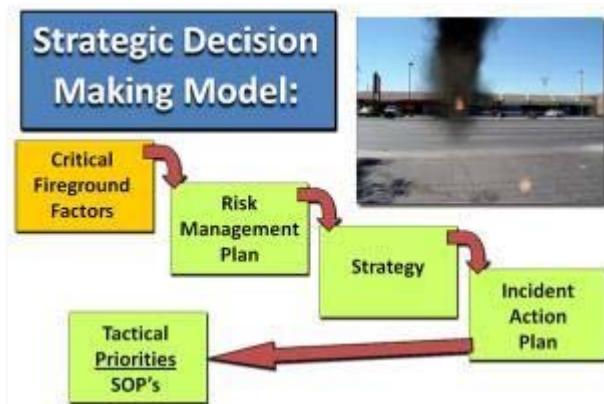 Strategic Decision
Making Model:
Critical
Fireground
Factors
Risk
Management
Plan
Strategy
Incident
Action
Plan
Tactical
Priorities
SOP's